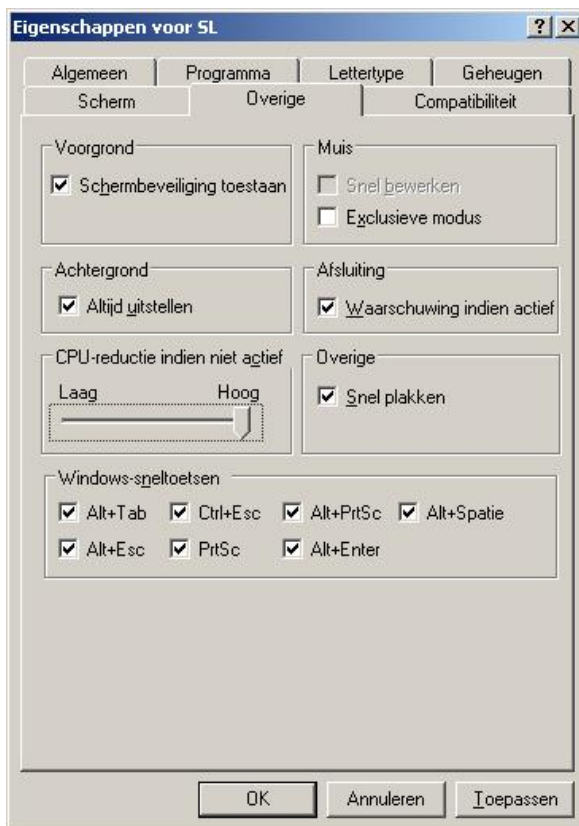 Eigenschappen voor SL
Algemeen Programma Lettertype Geheugen
Scherm Overige Compatibiliteit
Voorgrond
Schermbeveiliging toestaan
Muis
Snel bewerken
Exclusieve modus
Achtergrond
Altijd uitstellen
Afsluiting
Waarschuwing indien actief
CPU-reductie indien niet actief
Laag Hoog
Overige
Snel plakken
Windows-sneltoetsen
Alt+Tab Ctrl+Esc Alt+PrtSc Alt+Spatie
Alt+Esc PrtSc Alt+Enter
OK Annuleren Toepassen